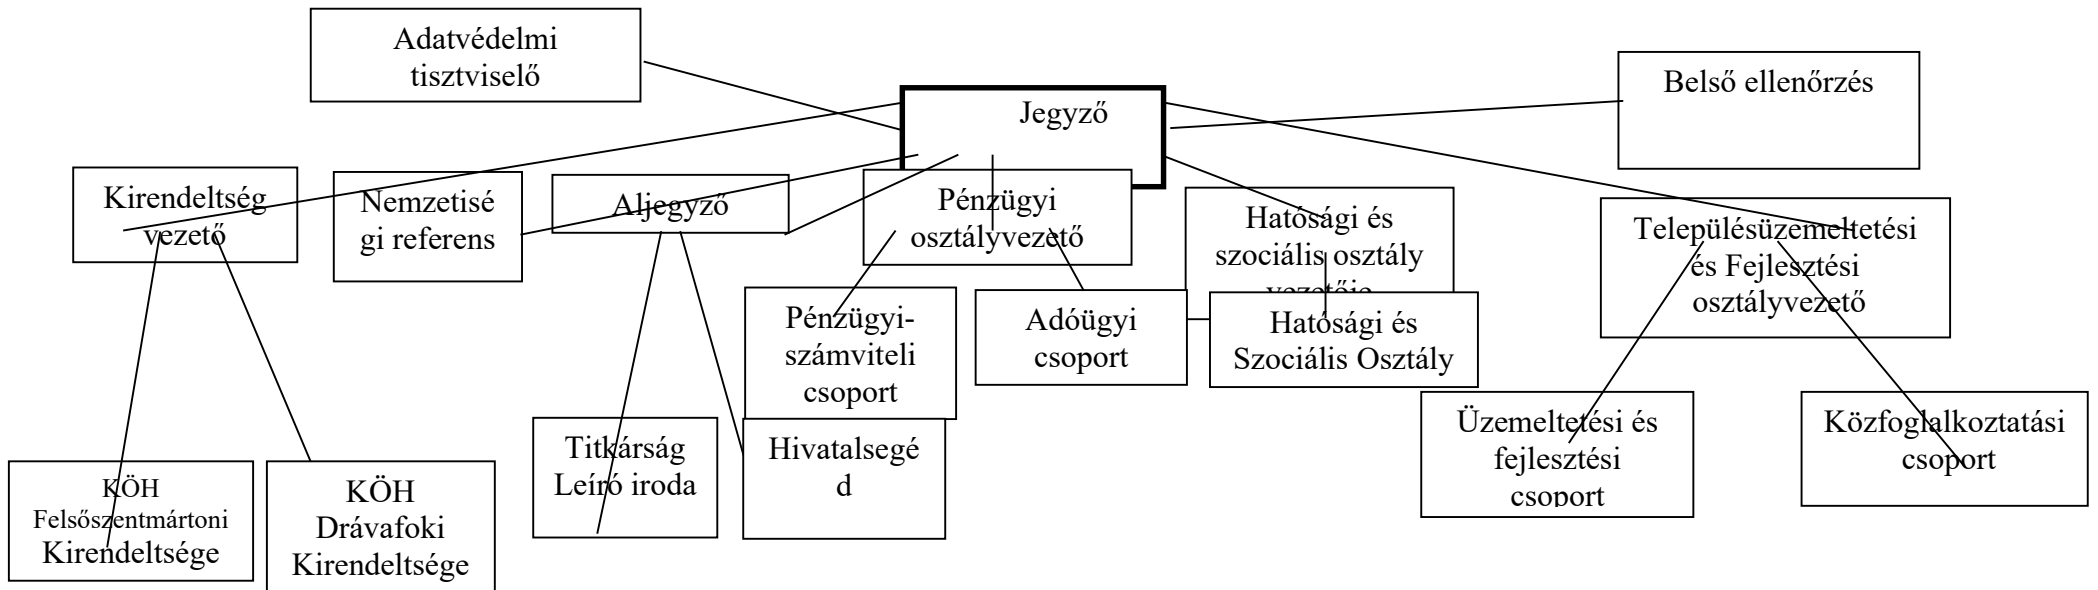 Adatvédelmi
tisztviselő
Jegyző
Belső ellenőrzés
Kirendeltség
vezető
Nemzetisé
gi referens
Aljegyző
Pénzügyi
osztályvezető
Hatósági és
szociális osztály
vezetője
Településüzemeltetési
és Fejlesztési
osztályvezető
Pénzügyi-
számviteli
csoport
Adóügyi
csoport
Hatósági és
Szociális Osztály
KÖH
Felsőszentmártoni
Kirendeltsége
KÖH
Drávafoki
Kirendeltsége
Titkárság
Leíró iroda
Hivatalsegé
d
Üzemeltetési és
fejlesztési
csoport
Közfoglalkoztatási
csoport